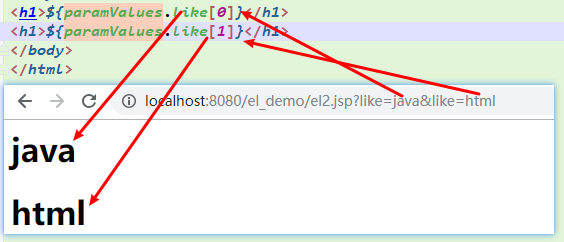 <h1>${paramValues.like[0]}</h1>
<h1>${paramValues.like[1]}</h1>
</body>
</html>
localhost:8080/el_demo/el2.jsp?like=java&like=html
java
html